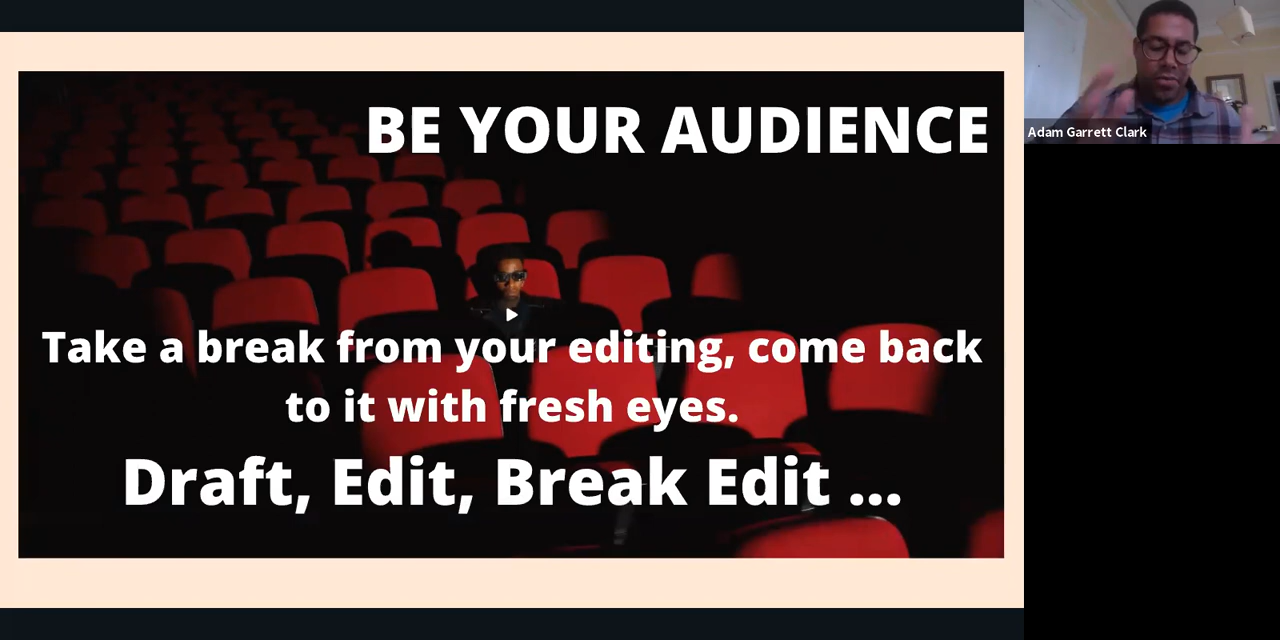 BE YOUR AUDIENCE
Take a break from your editing, come back
to it with fresh eyes.
Draft, Edit, Break Edit ...
Adam Garrett Clark